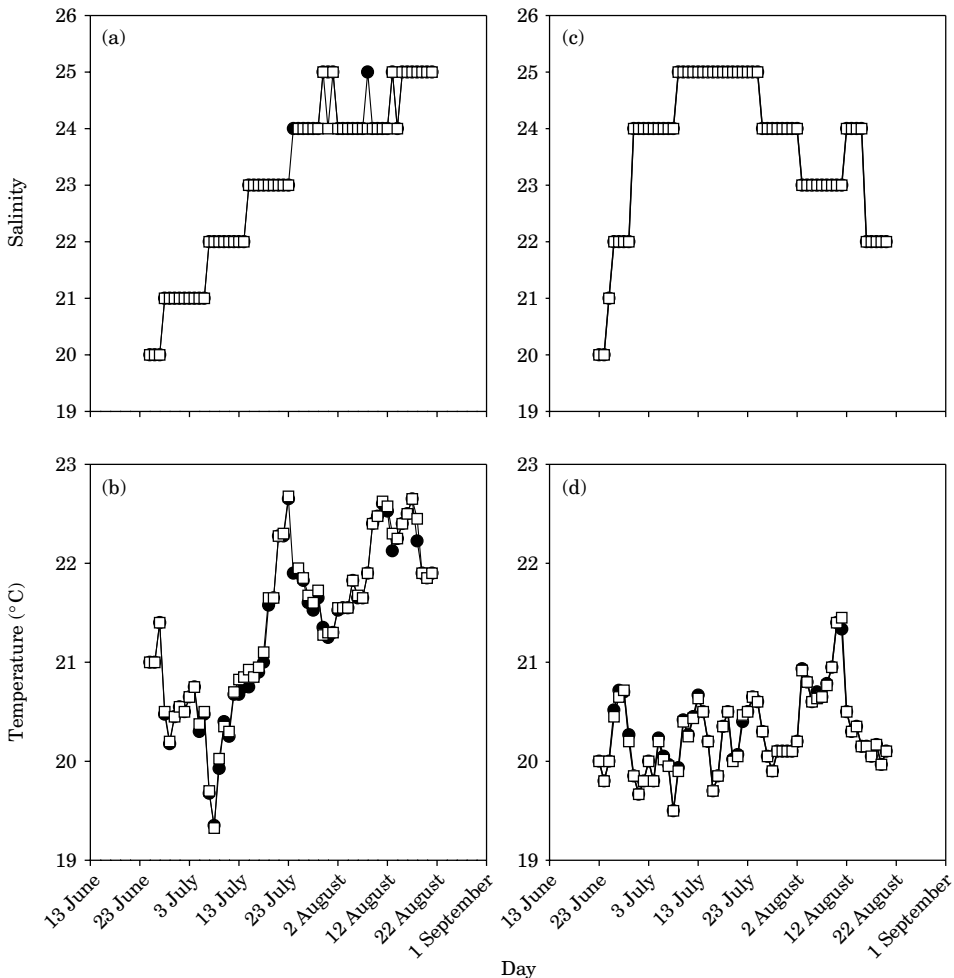 26
25
24
23
22
21
20
19
Salinity
(a)
26
25
24
23
22
21
20
19
(c)
23
22
21
20
19
Temperature (°C)
(b)
13 June
23 June
3 July
13 July
23 July
2 August
12 August
22 August
1 September
23
22
21
20
19
(d)
13 June
23 June
3 July
13 July
23 July
2 August
12 August
22 August
1 September
Day